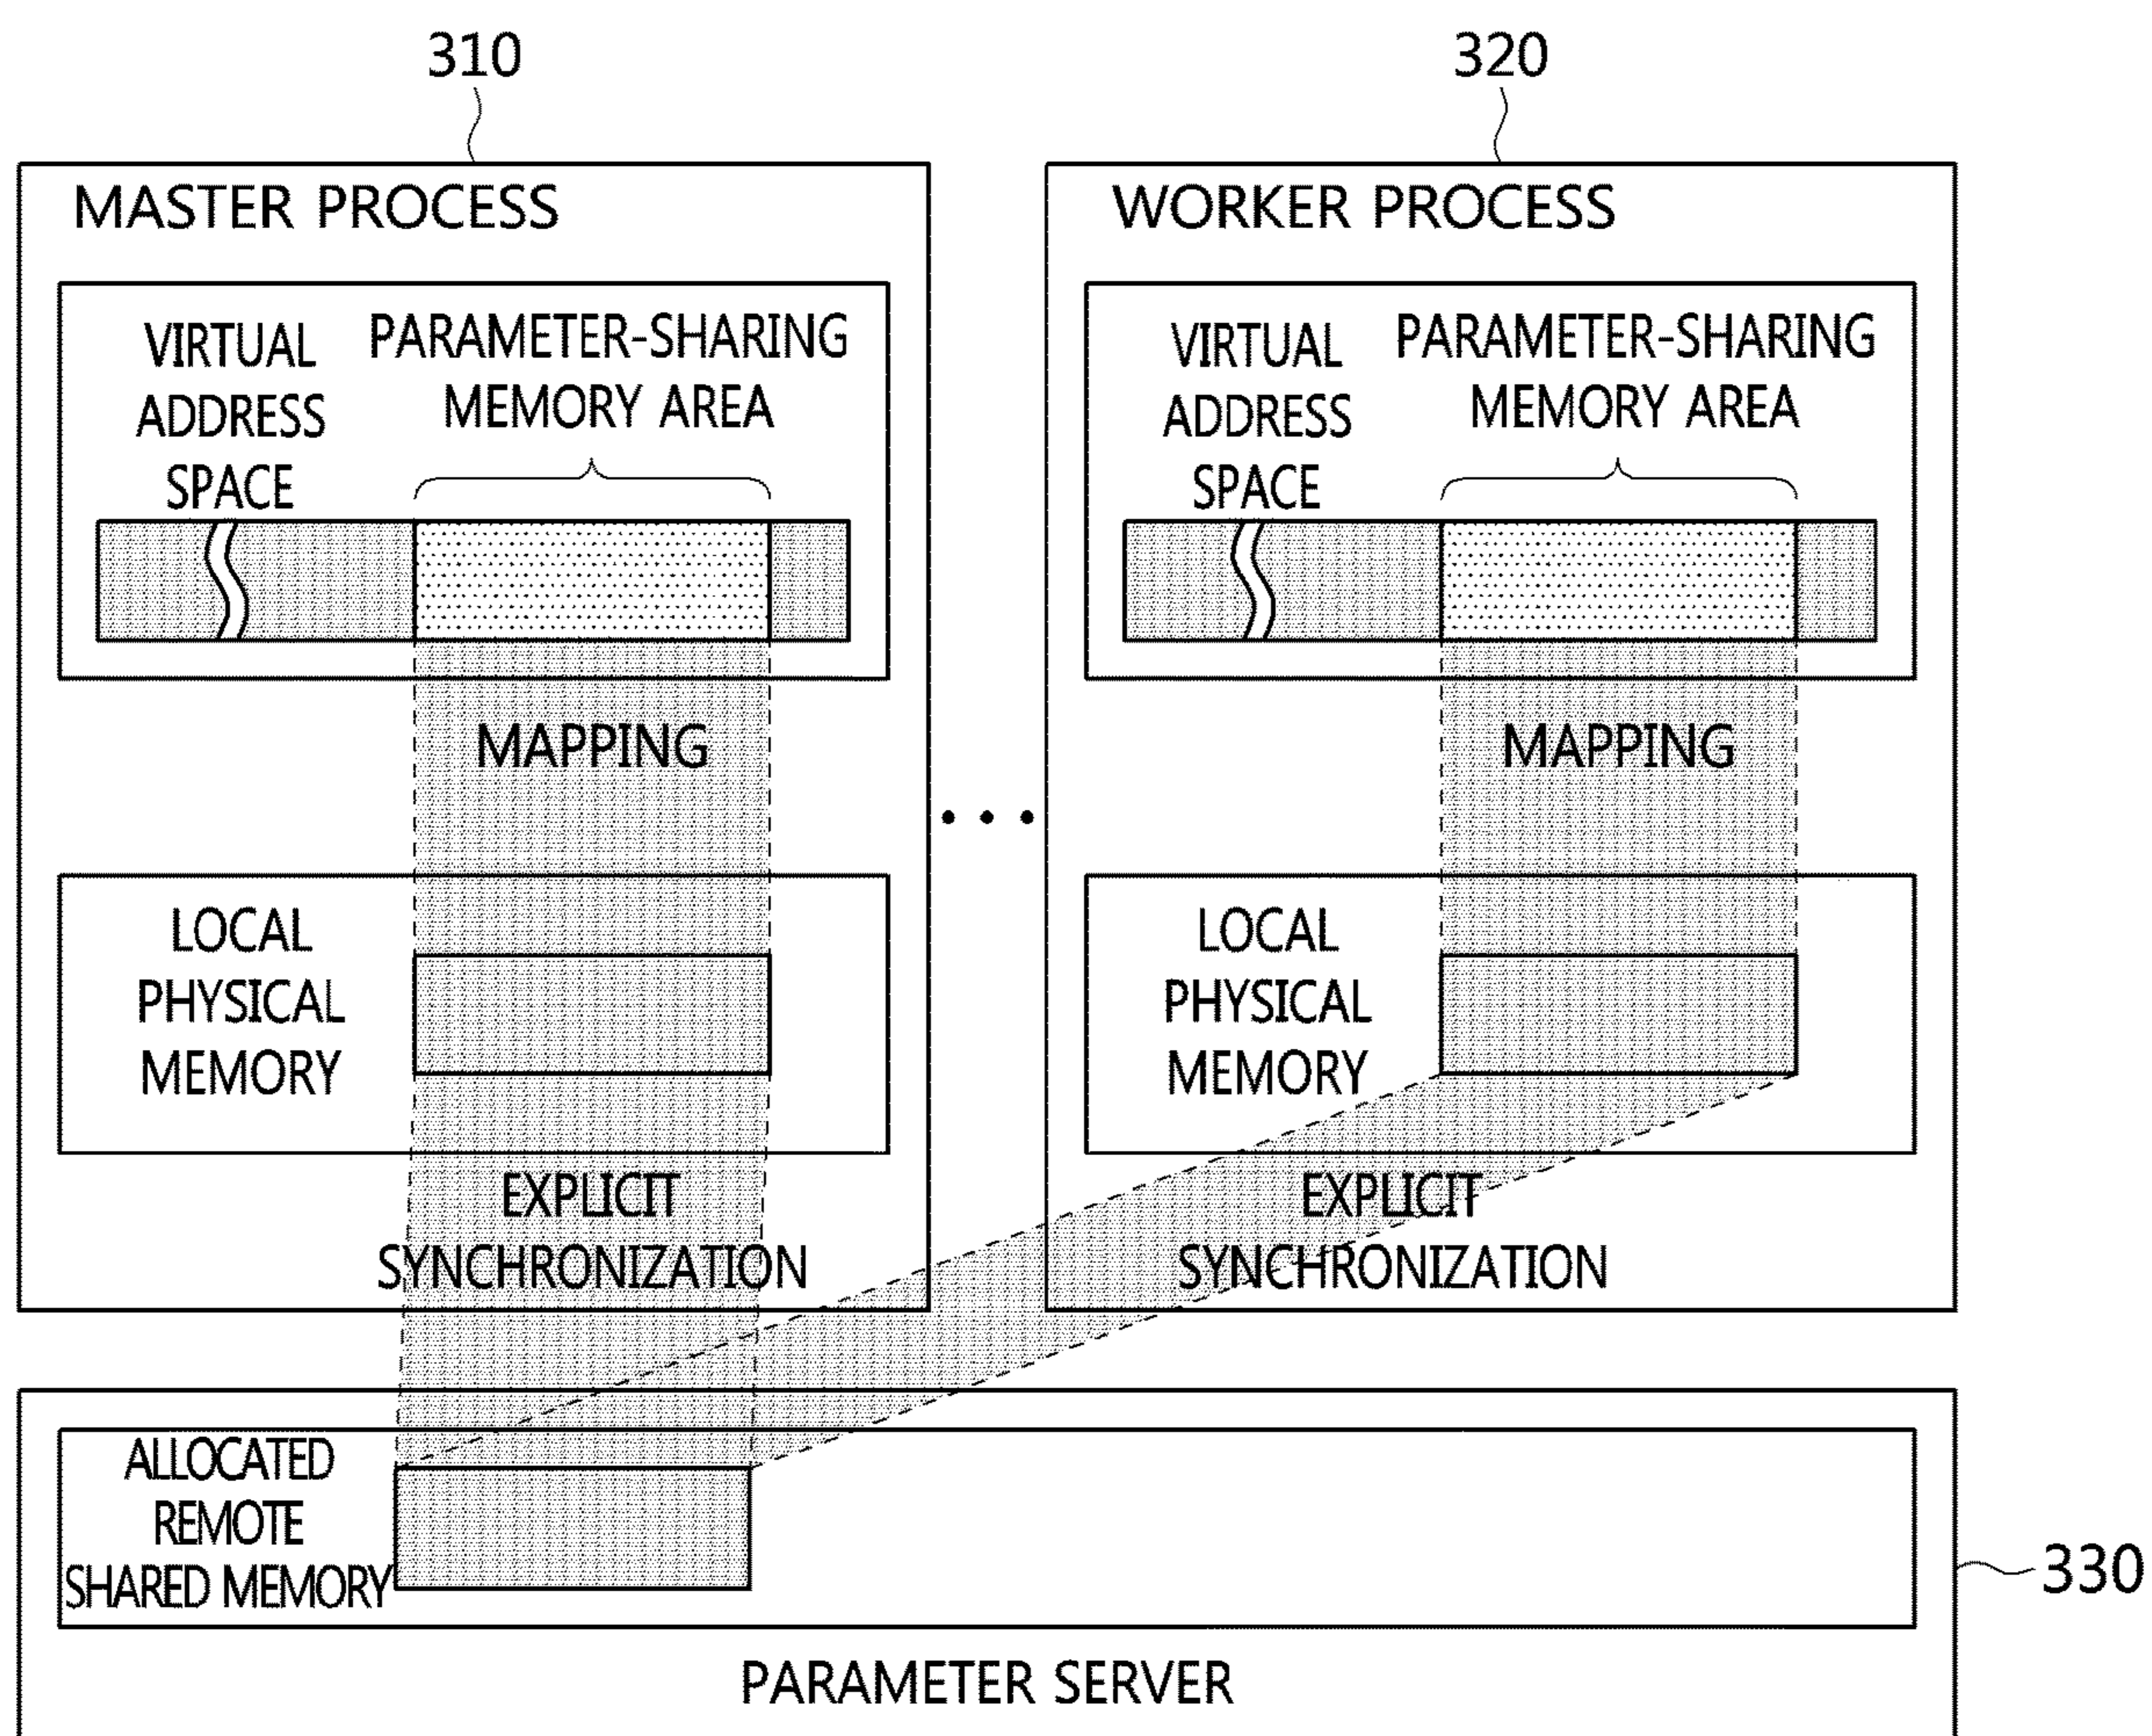 310
320
MASTER PROCESS
VIRTUAL
ADDRESS
SPACE
PARAMETER-SHARING
MEMORY AREA
MAPPING
LOCAL
PHYSICAL
MEMORY
EXPLICIT
SYNCHRONIZATION
WORKER PROCESS
VIRTUAL
ADDRESS
SPACE
PARAMETER-SHARING
MEMORY AREA
MAPPING
LOCAL
PHYSICAL
MEMORY
EXPLICIT
SYNCHRONIZATION
ALLOCATED
REMOTE
SHARED MEMORY
330
PARAMETER SERVER